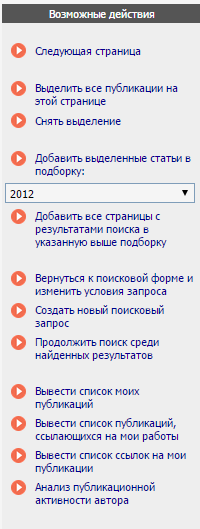 Возможные действия
Следующая страница
Выделить все публикации на
этой странице
Снять выделение
Добавить выделенные статьи в
подборку:
2012
Добавить все страницы с
результатами поиска в
указанную выше подборку
Вернуться к поисковой форме и
изменить условия запроса
Создать новый поисковый
запрос
Продолжить поиск среди
найденных результатов
Вывести список моих
публикаций
Вывести список публикаций,
ссылающихся на мои работы
Вывести список ссылок на мои
публикации
Анализ публикационной
активности автора